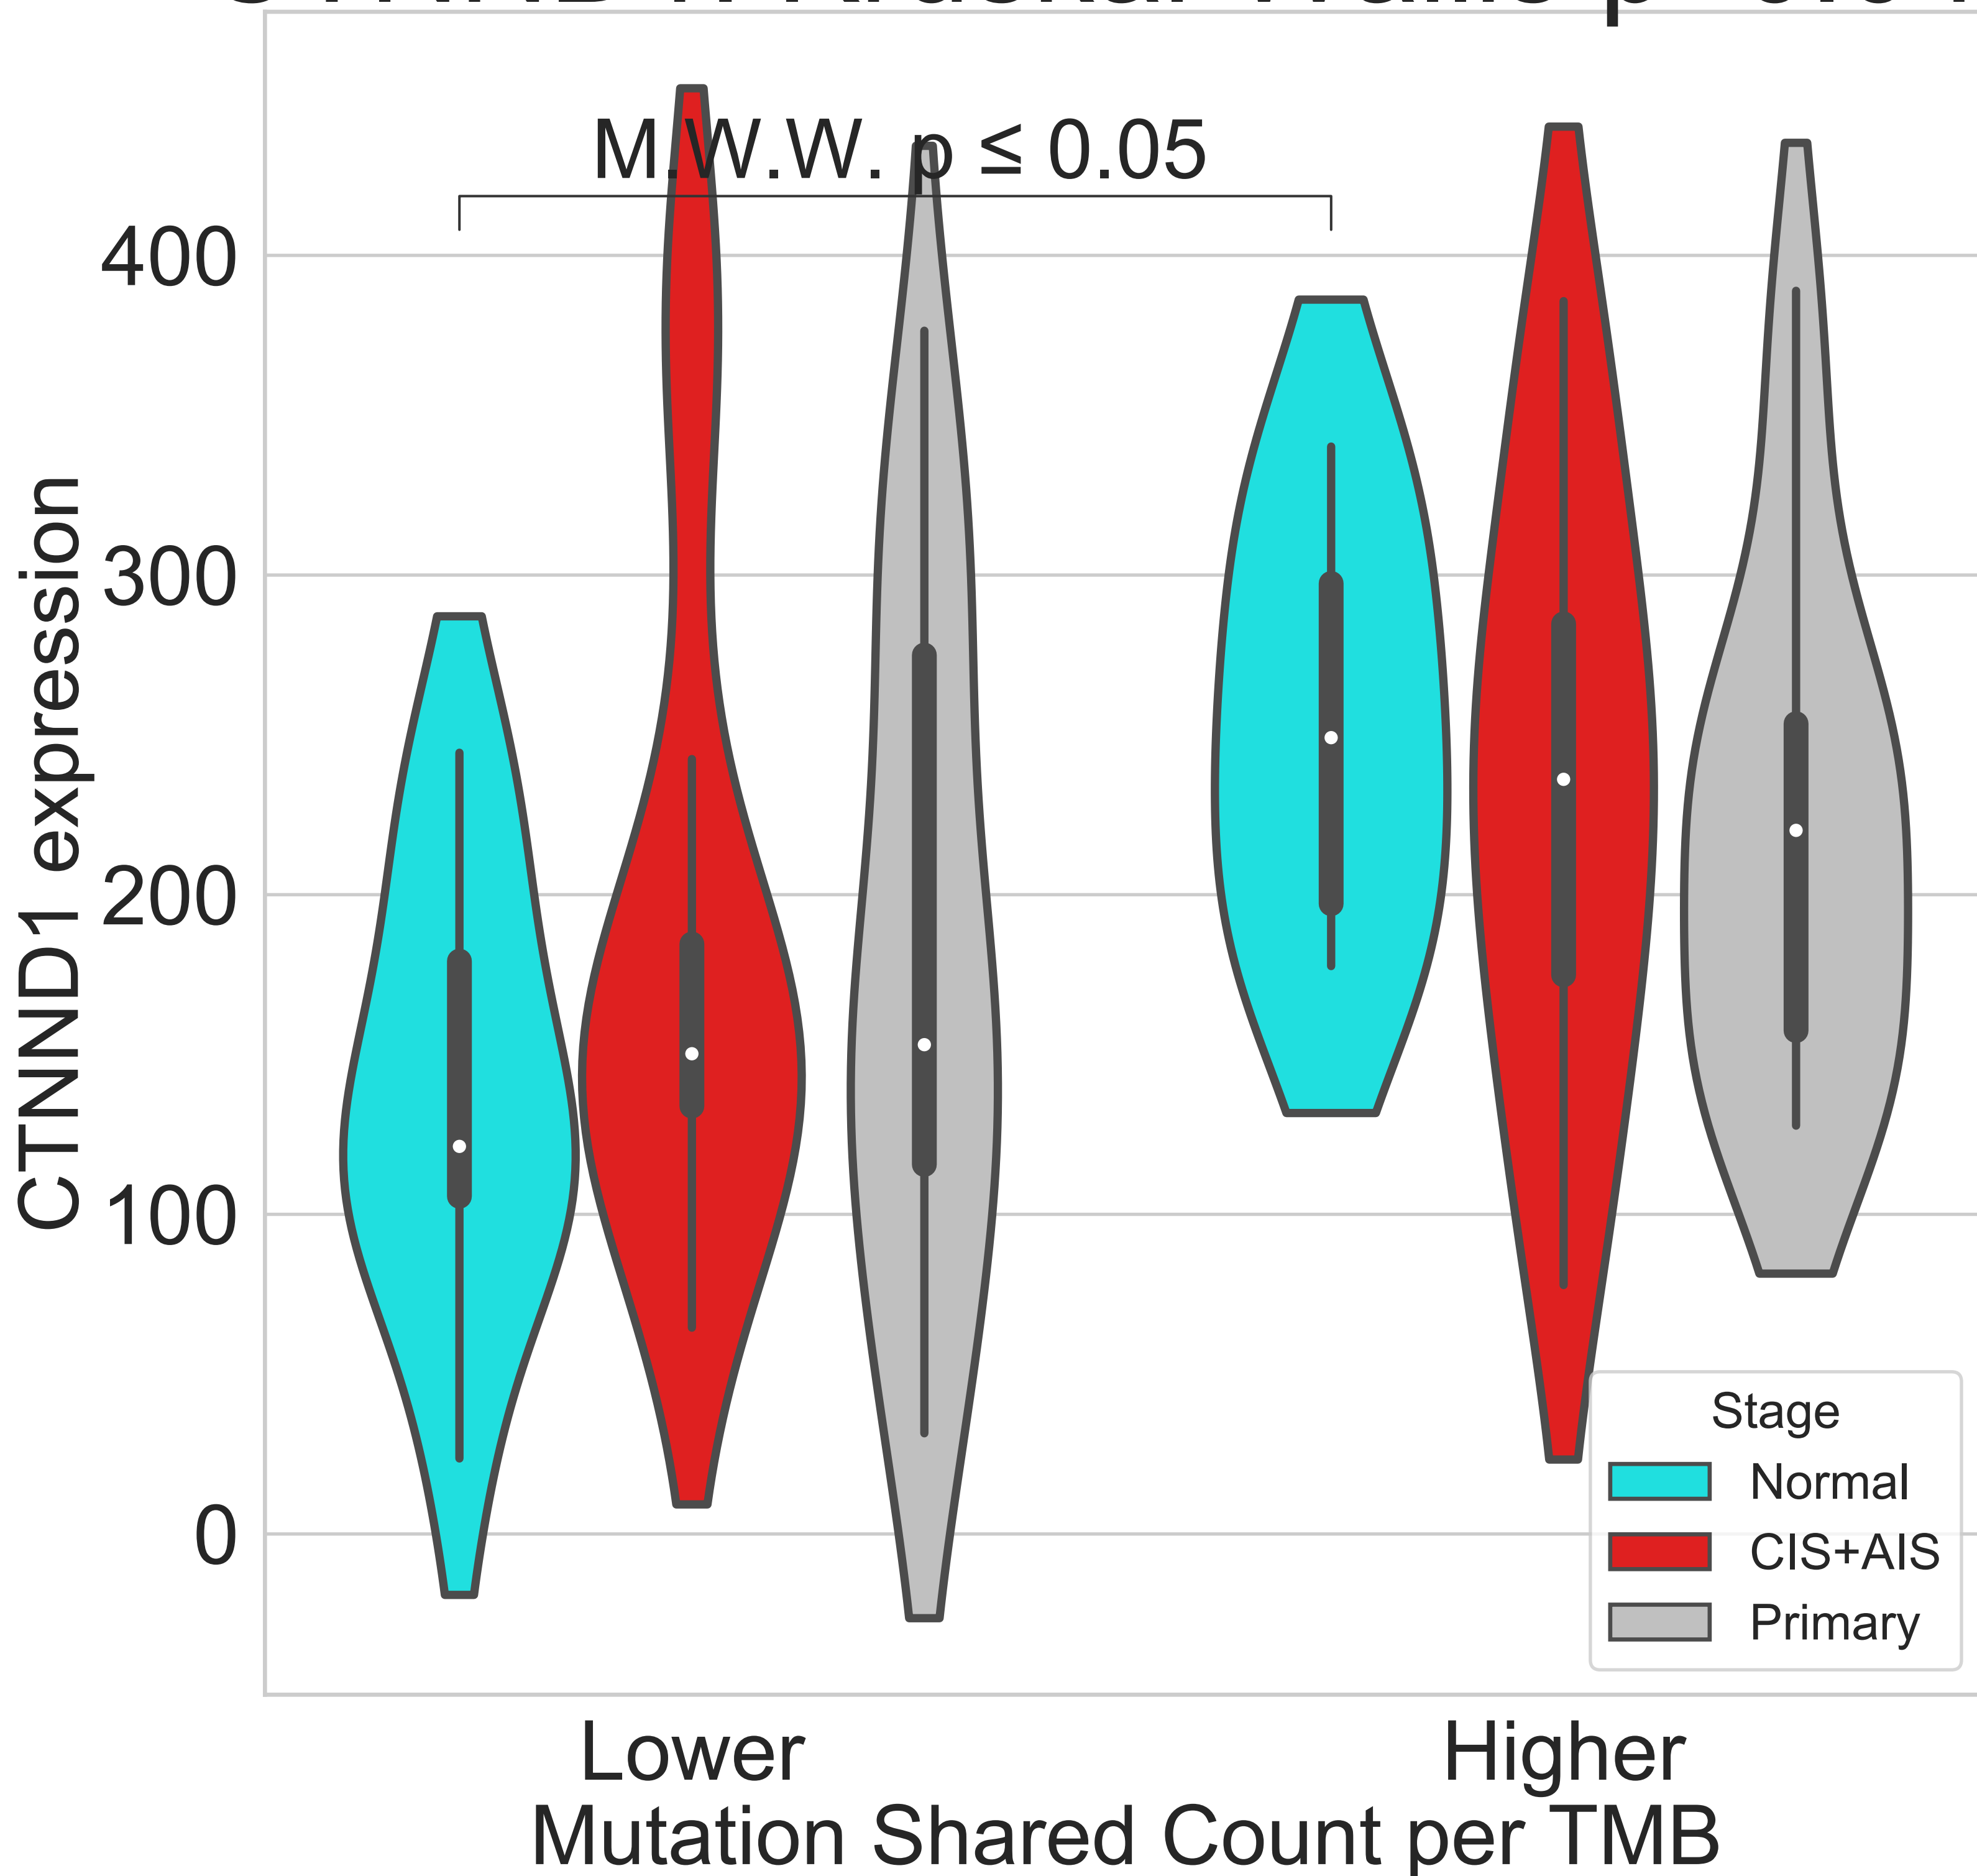 M.W.W. p ≤ 0.05
400
300
200
100
0
CTNND1 expression
Stage
Normal
CIS+AIS
Primary
Lower
Higher
Mutation Shared Count per TMB